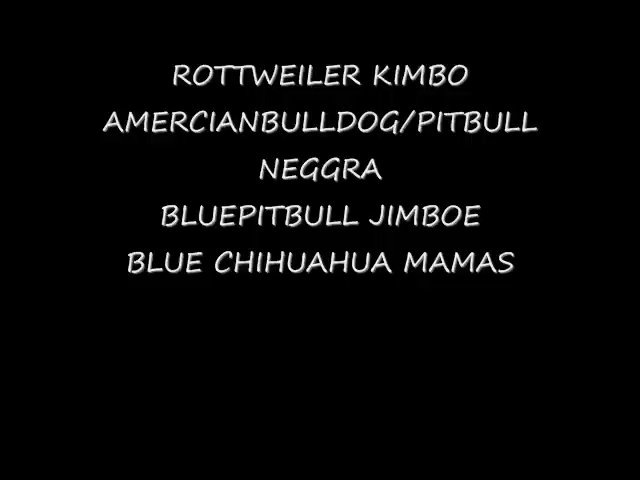 ROTTWEILER KIMBO
AMERCIANBULLDOG/PITBULL
NEGGRA
BLUEPITBULL JIMBOE
BLUE CHIHUAHUA MAMAS